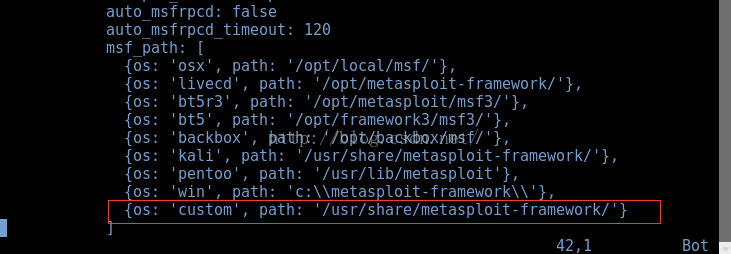 auto_msfrpcd: false
auto_msfrpcd_timeout: 120
msf_path: [
{os: 'osx', path: '/opt/local/msf/'},
{os: 'livecd', path: '/opt/metasploit-framework/'},
{os: 'bt5r3', path: '/opt/metasploit/msf3/'},
{os: 'bt5', path: '/opt/framework3/msf3/'},
{os: 'backbox', path: '/opt/backbox/msf/'},
{os: 'kali', path: '/usr/share/metasploit-framework/'},
{os: 'pentoo', path: '/usr/lib/metasploit'},
{os: 'win', path: 'c:\\metasploit-framework\\'},
{os: 'custom', path: '/usr/share/metasploit-framework/'}
]
42,1 Bot